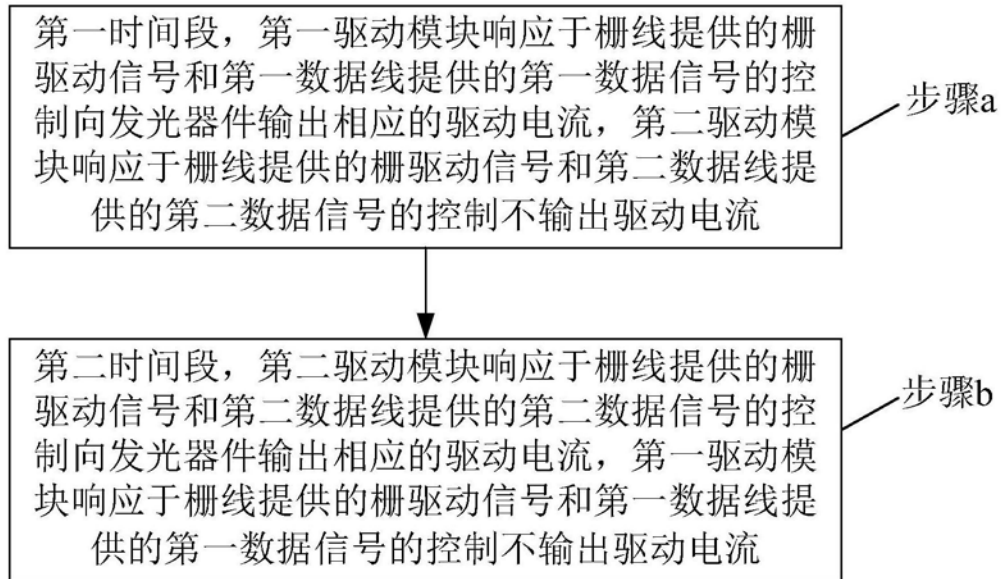 第一时间段，第一驱动模块响应于栅线提供的栅
驱动信号和第一数据线提供的第一数据信号的控
制向发光器件输出相应的驱动电流，第二驱动模
块响应于栅线提供的栅驱动信号和第二数据线提
供的第二数据信号的控制不输出驱动电流
步骤a
第二时间段，第二驱动模块响应于栅线提供的栅
驱动信号和第二数据线提供的第二数据信号的控
制向发光器件输出相应的驱动电流，第一驱动模
块响应于栅线提供的栅驱动信号和第一数据线提
供的第一数据信号的控制不输出驱动电流
步骤b